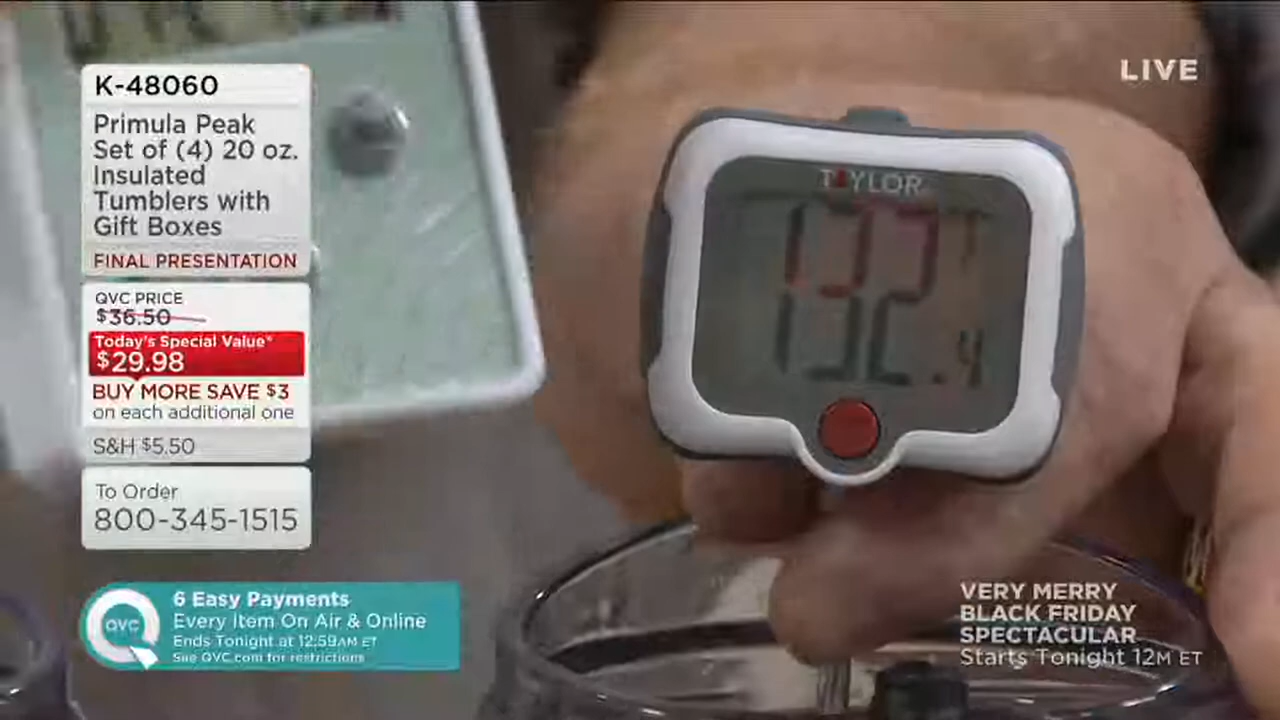 LIVE
K-48060
Primula Peak
Set of (4) 20 oz.
Insulated
Tumblers with
Gift Boxes
FINAL PRESENTATION
QVC PRICE
$36.50
Today's Special Value*
$29.98
BUY MORE SAVE $3
on each additional one
S&H $5.50
To Order
800-345-1515
TAYLOR
QVC
6 Easy Payments
Every Item On Air & Online
Ends Tonight at 12:59AM ET
See QVC.com for restrictions
VERY MERRY
BLACK FRIDAY
SPECTACULAR
Starts Tonight 12M ET